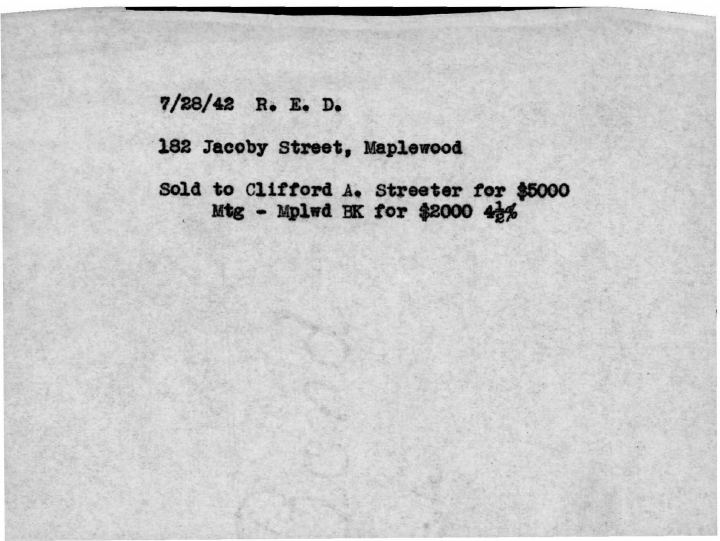 7/28/42 R. E. D.
182 Jacoby Street, Maplewood
Sold to Clifford A. Streeter for $5000
Mtg - Mplwd BK for $2000 4½%